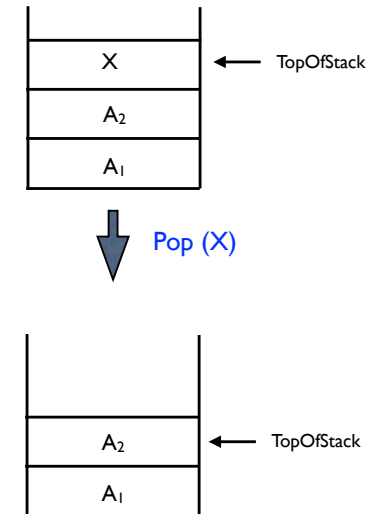 X TopOfStack
A₂
A₁
Pop (X)
A₂ TopOfStack
A₁